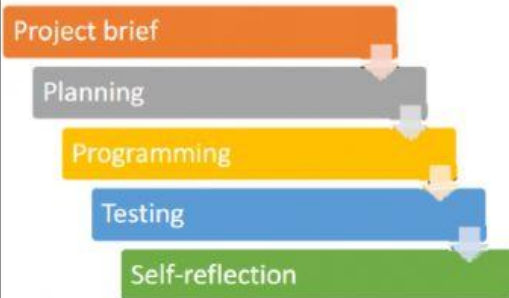 Project brief
Planning
Programming
Testing
Self-reflection